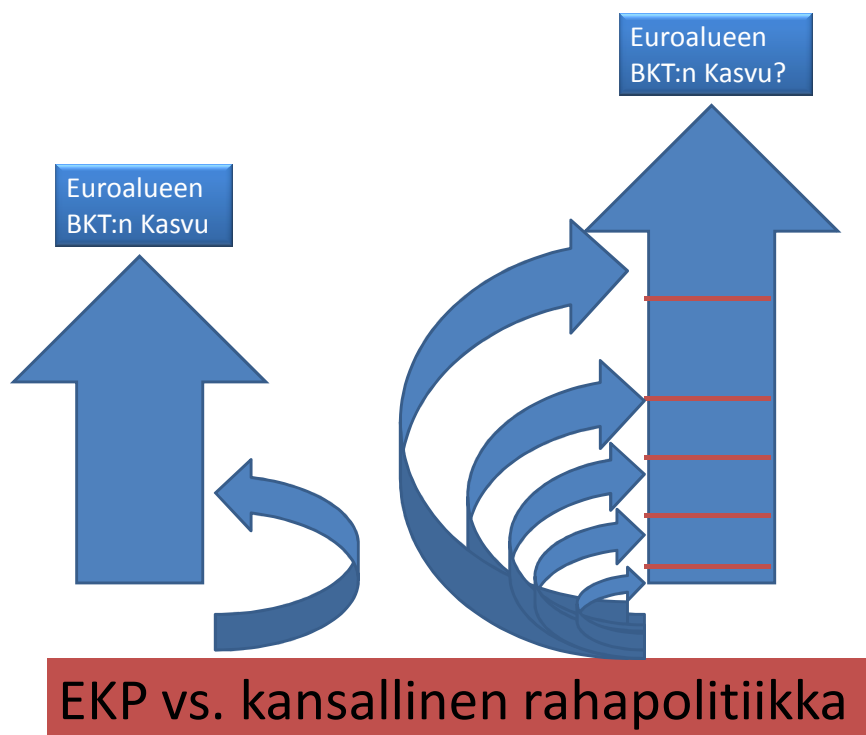 Euroalueen
BKT:n Kasvu?
Euroalueen
BKT:n Kasvu
EKP vs. kansallinen rahapolitiikka